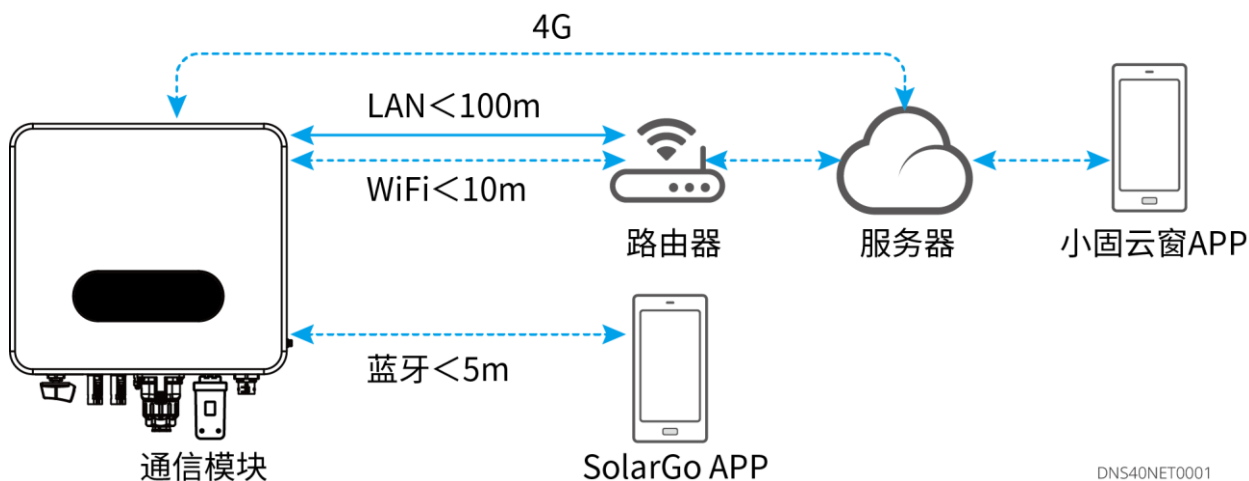 4G
LAN＜100m
WiFi＜10m
路由器
服务器
小固云窗APP
蓝牙＜5m
通信模块
SolarGo APP
DNS40NET0001